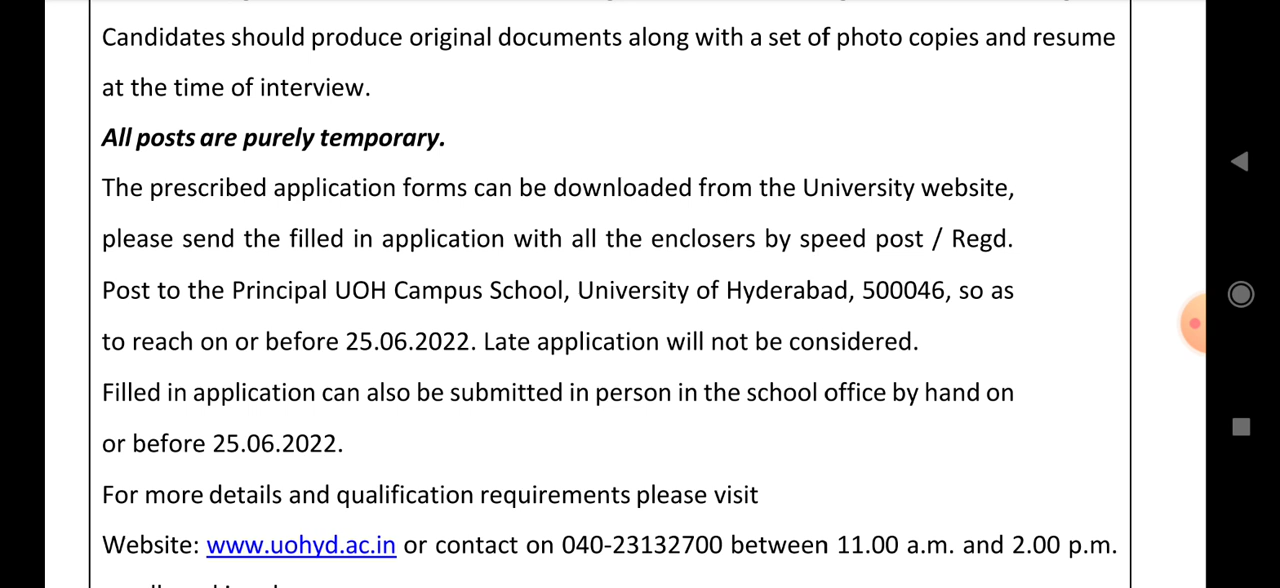 Candidates should produce original documents along with a set of photo copies and resume
at the time of interview.
All posts are purely temporary.
The prescribed application forms can be downloaded from the University website,
please send the filled in application with all the enclosers by speed post / Regd.
Post to the Principal UOH Campus School, University of Hyderabad, 500046, so as
to reach on or before 25.06.2022. Late application will not be considered.
Filled in application can also be submitted in person in the school office by hand on
or before 25.06.2022.
For more details and qualification requirements please visit
Website: www.uohyd.ac.in or contact on 040-23132700 between 11.00 a.m. and 2.00 p.m.